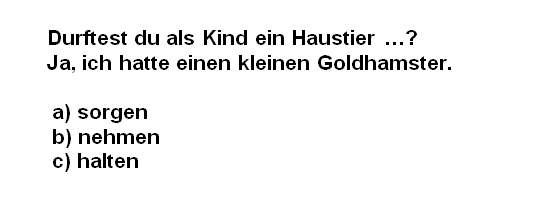 Durftest du als Kind ein Haustier ...?
Ja, ich hatte einen kleinen Goldhamster.
a) sorgen
b) nehmen
c) halten